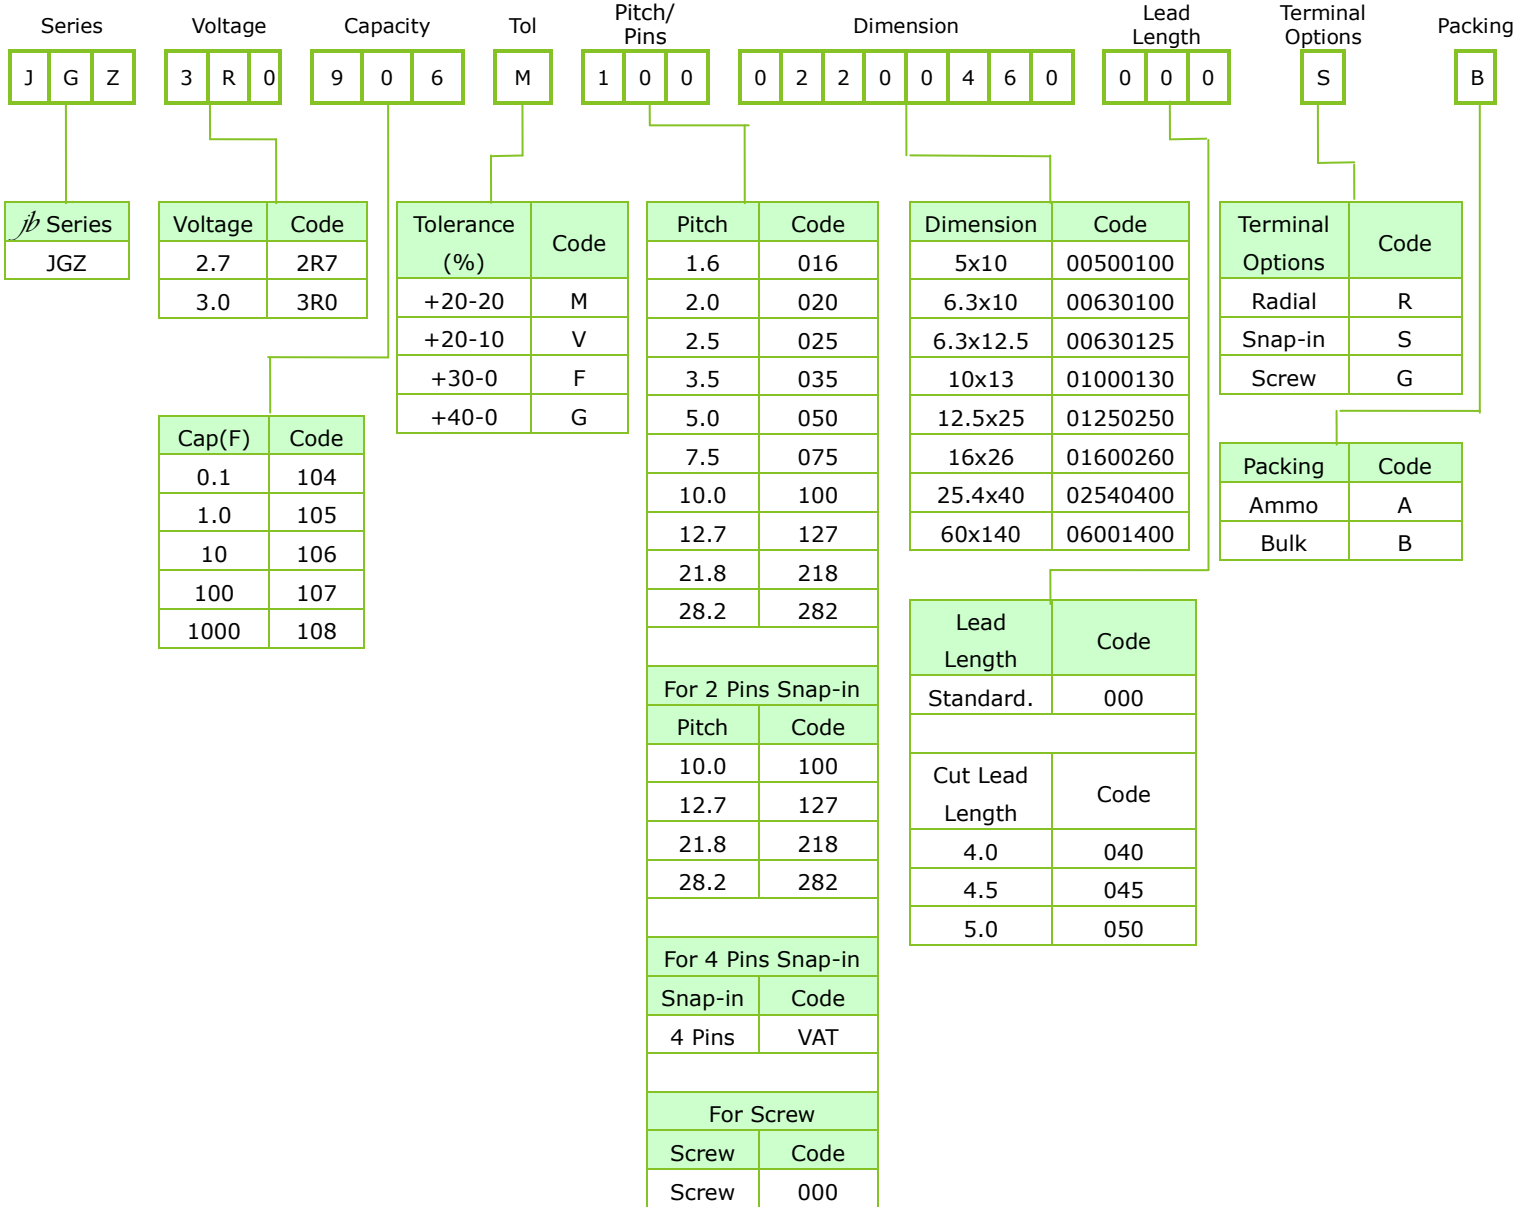 Series Voltage Capacity Tol Pitch/ Pins Dimension Lead Length Terminal Options Packing
J G Z 3 R 0 9 0 6 M 1 0 0 0 2 2 0 0 4 6 0 0 0 0 S B
jb Series
JGZ
Voltage Code
2.7 2R7
3.0 3R0
Cap(F) Code
0.1 104
1.0 105
10 106
100 107
1000 108
Tolerance (%) Code
+20-20 M
+20-10 V
+30-0 F
+40-0 G
Pitch Code
1.6 016
2.0 020
2.5 025
3.5 035
5.0 050
7.5 075
10.0 100
12.7 127
21.8 218
28.2 282
For 2 Pins Snap-in
Pitch Code
10.0 100
12.7 127
21.8 218
28.2 282
For 4 Pins Snap-in
Snap-in Code
4 Pins VAT
For Screw
Screw Code
Screw 000
Dimension Code
5x10 00500100
6.3x10 00630100
6.3x12.5 00630125
10x13 01000130
12.5x25 01250250
16x26 01600260
25.4x40 02540400
60x140 06001400
Lead Length Code
Standard. 000
Cut Lead Length Code
4.0 040
4.5 045
5.0 050
Terminal Options Code
Radial R
Snap-in S
Screw G
Packing Code
Ammo A
Bulk B